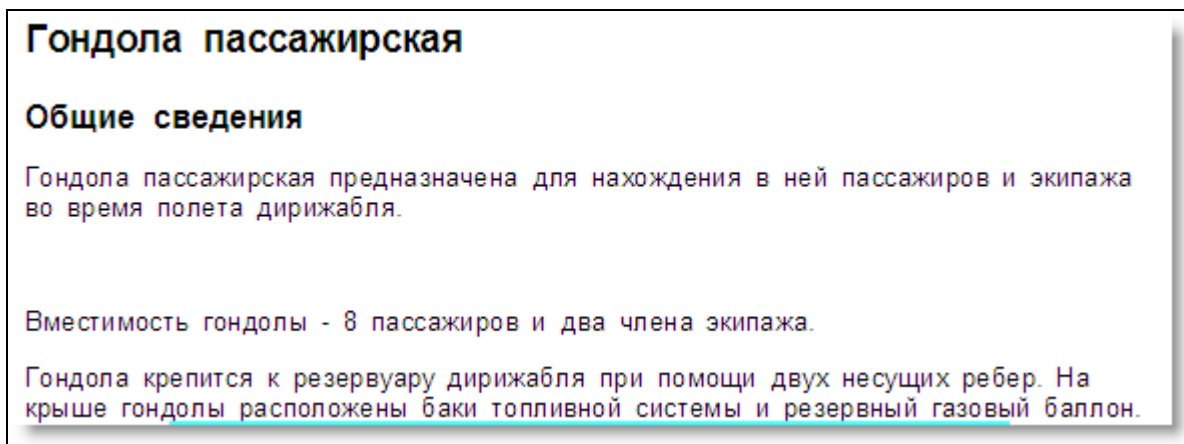 Гондола пассажирская
Общие сведения
Гондола пассажирская предназначена для нахождения в ней пассажиров и экипажа
во время полета дирижабля.
Вместимость гондолы - 8 пассажиров и два члена экипажа.
Гондола крепится к резервуару дирижабля при помощи двух несущих ребер. На
крыше гондолы расположены баки топливной системы и резервный газовый баллон.